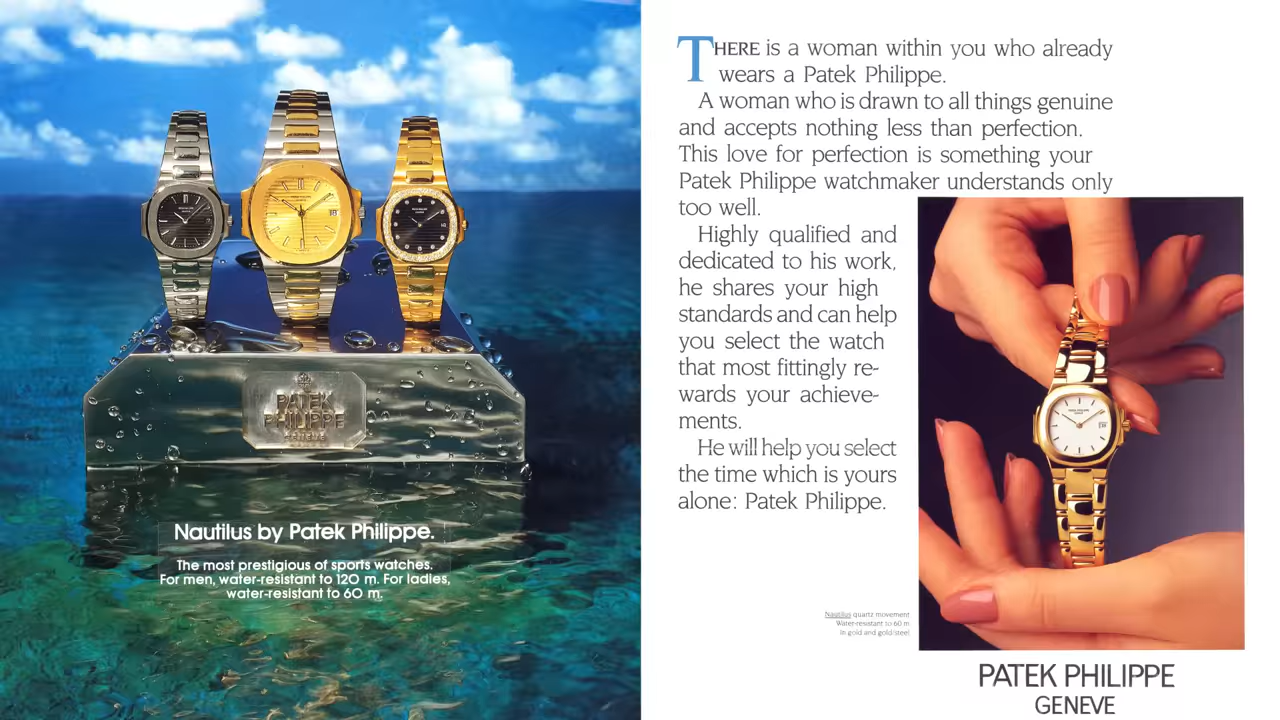 PATEK
PHILIPPE
GENEVE
Nautilus by Patek Philippe.
The most prestigious of sports watches.
For men, water-resistant to 120 m. For ladies,
water-resistant to 60 m.
THERE is a woman within you who already
wears a Patek Philippe.
A woman who is drawn to all things genuine
and accepts nothing less than perfection.
This love for perfection is something your
Patek Philippe watchmaker understands only
too well.
Highly qualified and
dedicated to his work,
he shares your high
standards and can help
you select the watch
that most fittingly re-
wards your achieve-
ments.
He will help you select
the time which is yours
alone: Patek Philippe.
PATEK PHILIPPE
GENEVE
Nautilus quartz movement
Water-resistant to 60 m
in gold and gold/steel
PATEK PHILIPPE
GENEVE